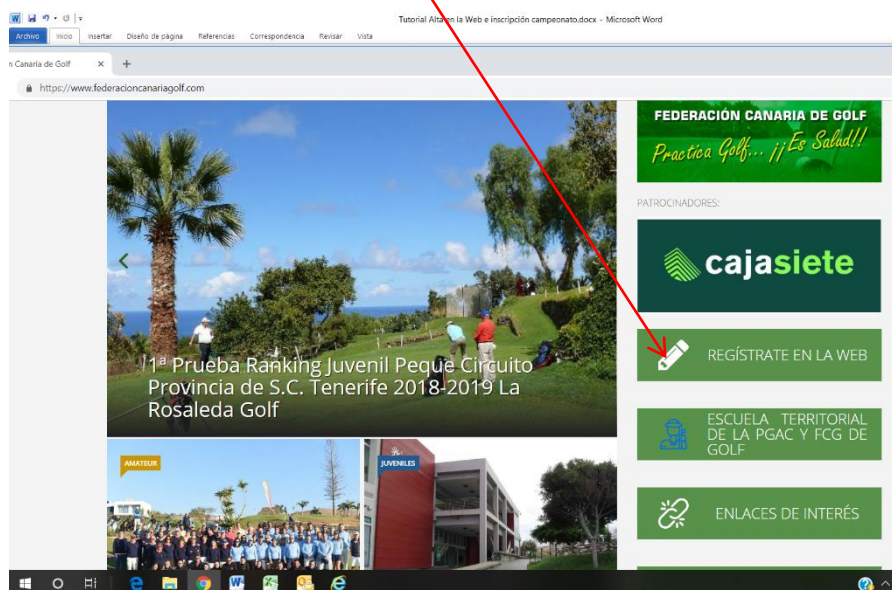 Tutorial Alta en la Web e inscripción campeonato.docx - Microsoft Word
Archivo Inicio Insertar Diseño de página Referencias Correspondencia Revisar Vista
n Canaria de Golf
https://www.federacioncanariagolf.com
FEDERACIÓN CANARIA DE GOLF
Practica Golf... ¡¡Es Salud!!
PATROCINADORES:
cajasiete
REGÍSTRATE EN LA WEB
1ª Prueba Ranking Juvenil Peque Circuito
Provincia de S.C. Tenerife 2018-2019 La
Rosaleda Golf
ESCUELA TERRITORIAL
DE LA PGAC Y FCG DE
GOLF
AMATEUR
JUVENILES
ENLACES DE INTERÉS